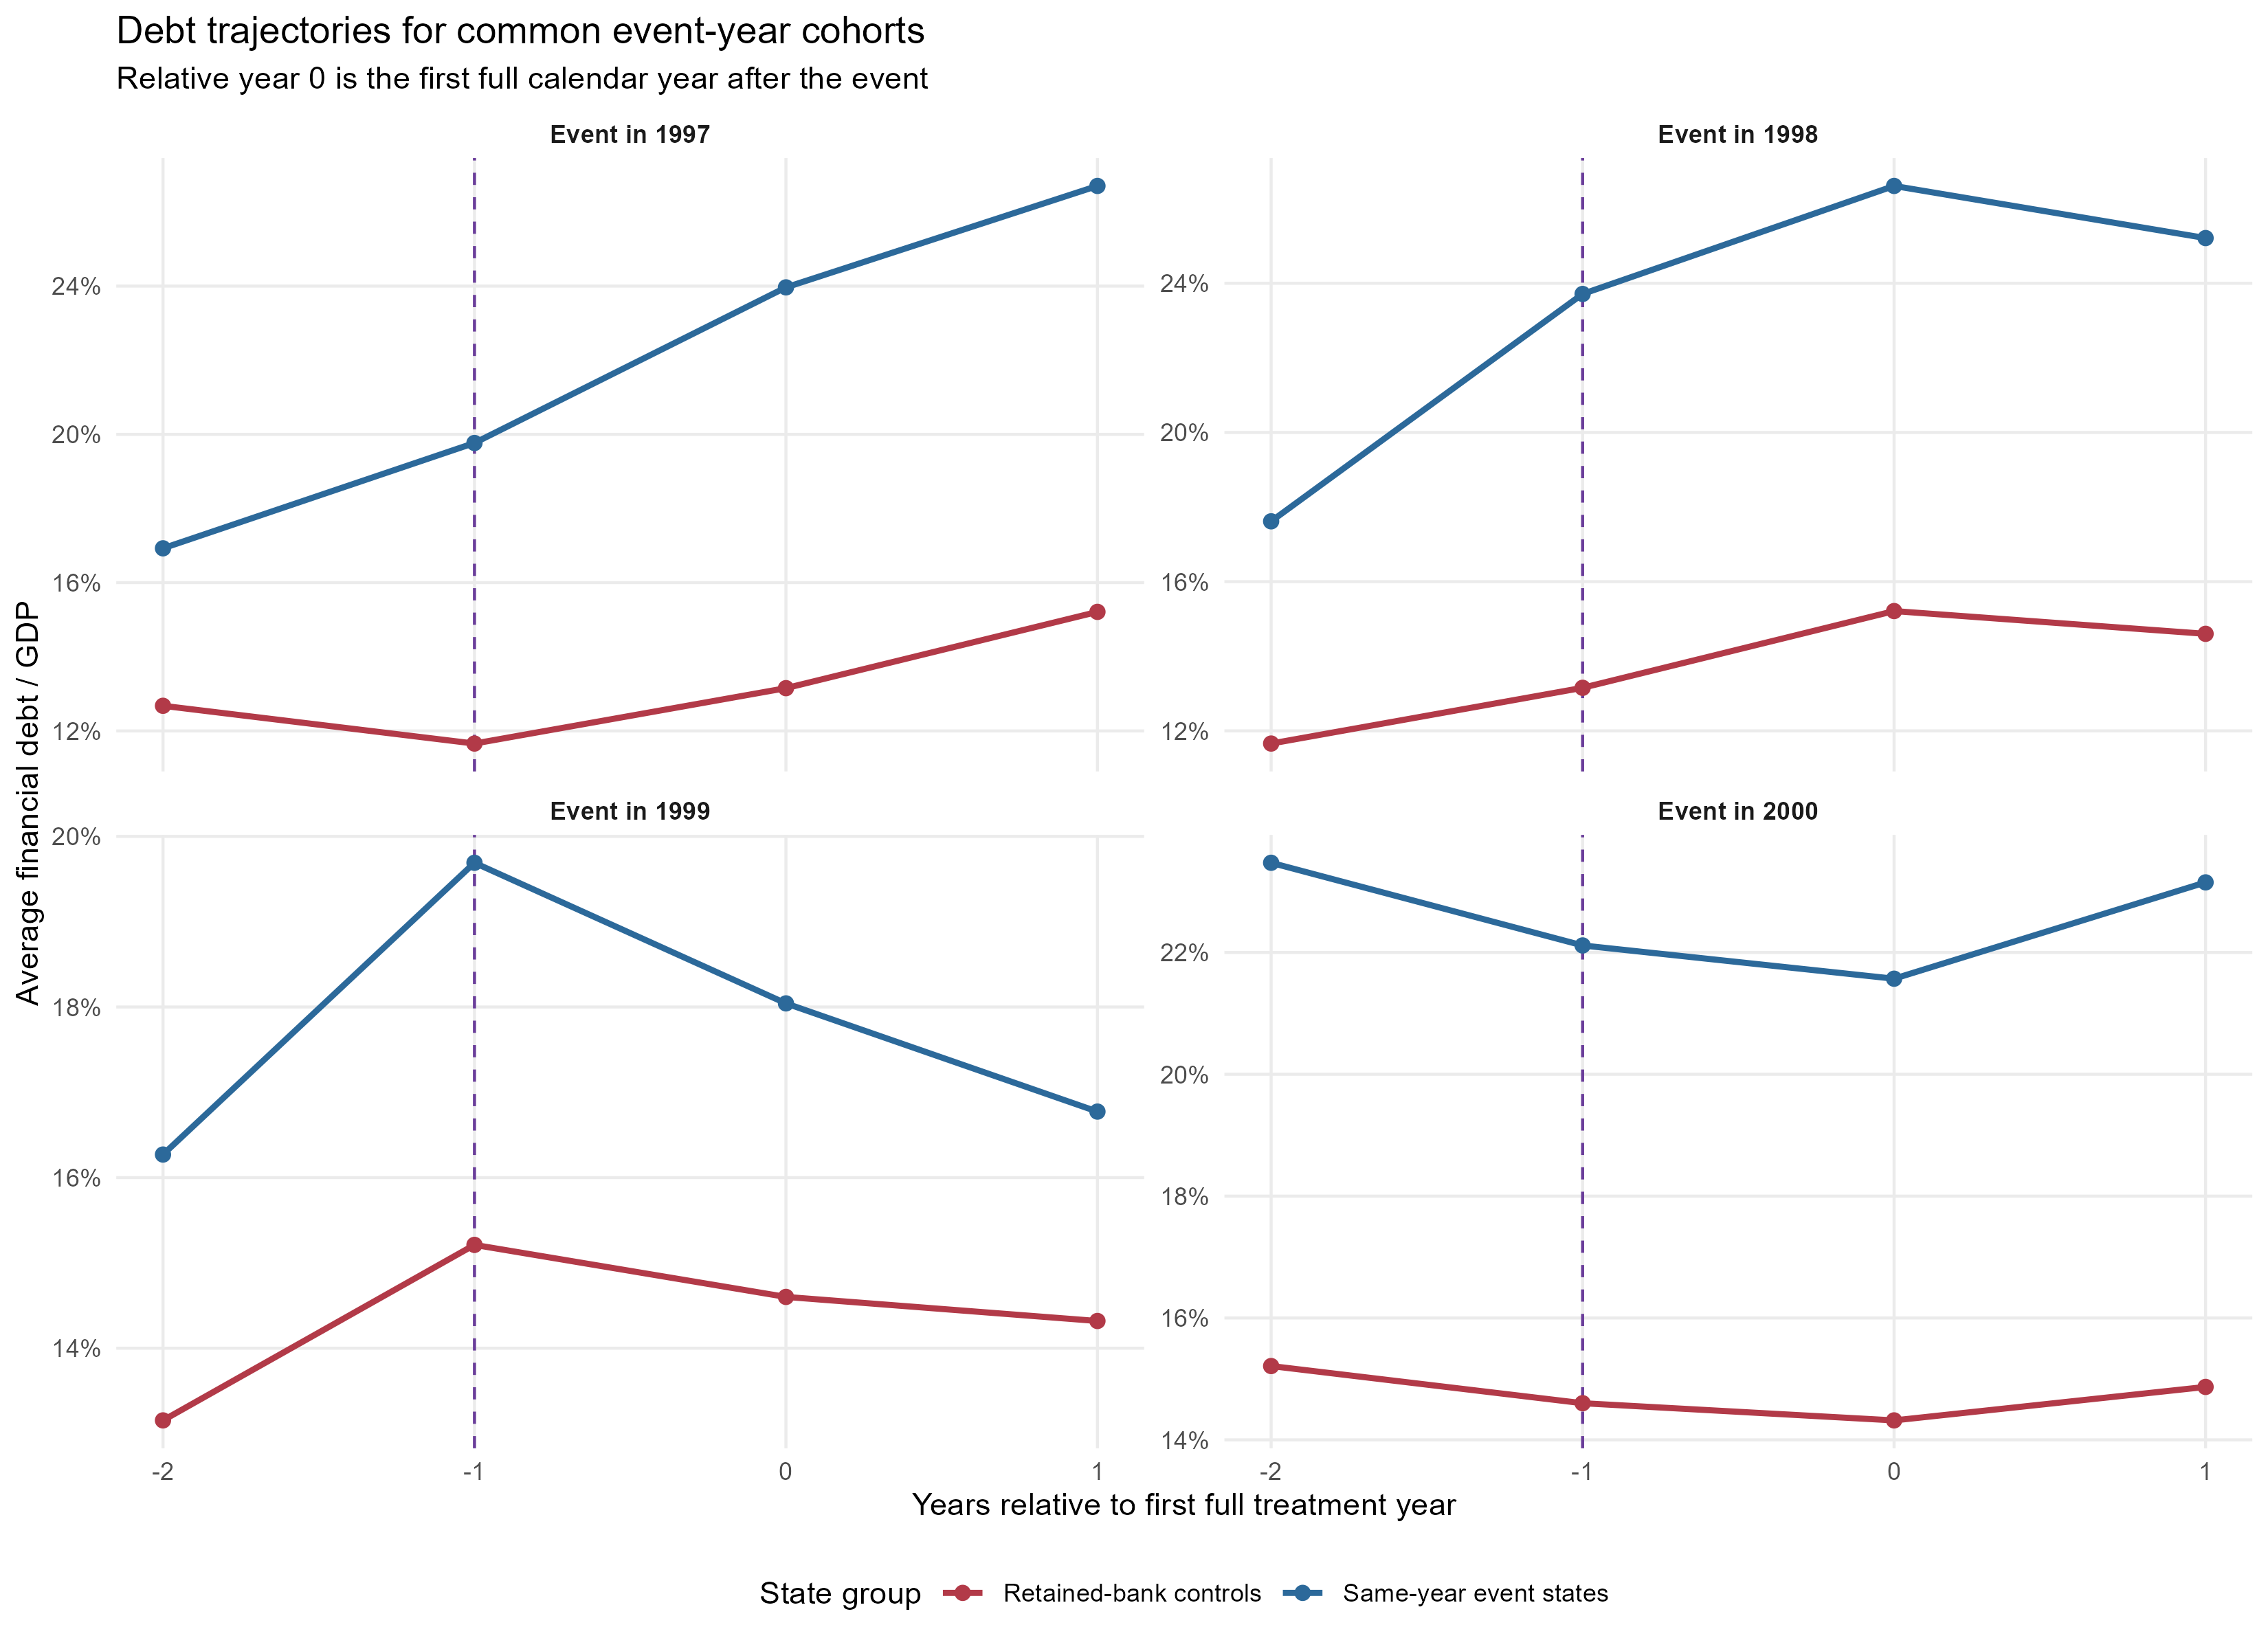 Debt trajectories for common event-year cohorts
Relative year 0 is the first full calendar year after the event
Event in 1997
Event in 1998
24%
20%
16%
12%
24%
20%
16%
12%
Event in 1999
Event in 2000
20%
18%
16%
14%
22%
20%
18%
16%
14%
-2 -1 0 1
-2 -1 0 1
Average financial debt / GDP
Years relative to first full treatment year
State group Retained-bank controls Same-year event states